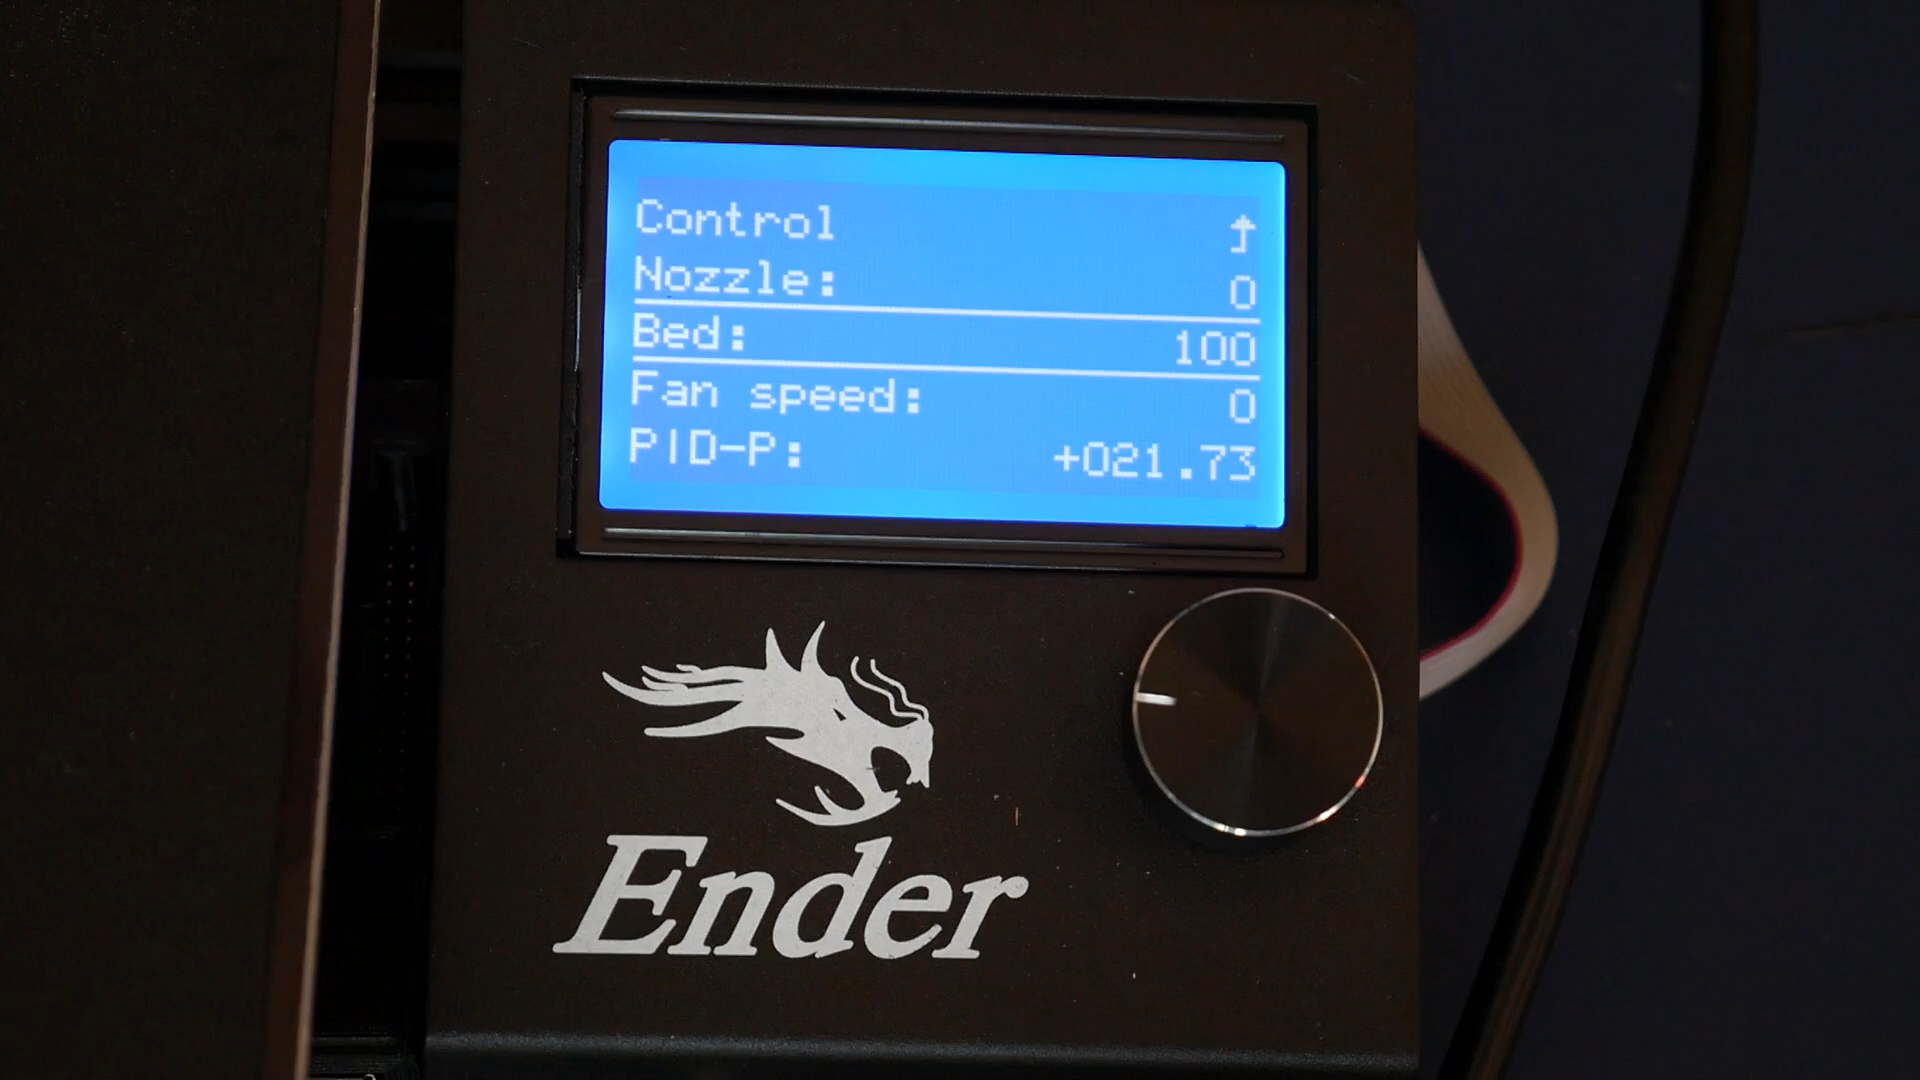 Control
Nozzle: 0
Bed: 100
Fan speed: 0
PID-P: +021.73
Ender